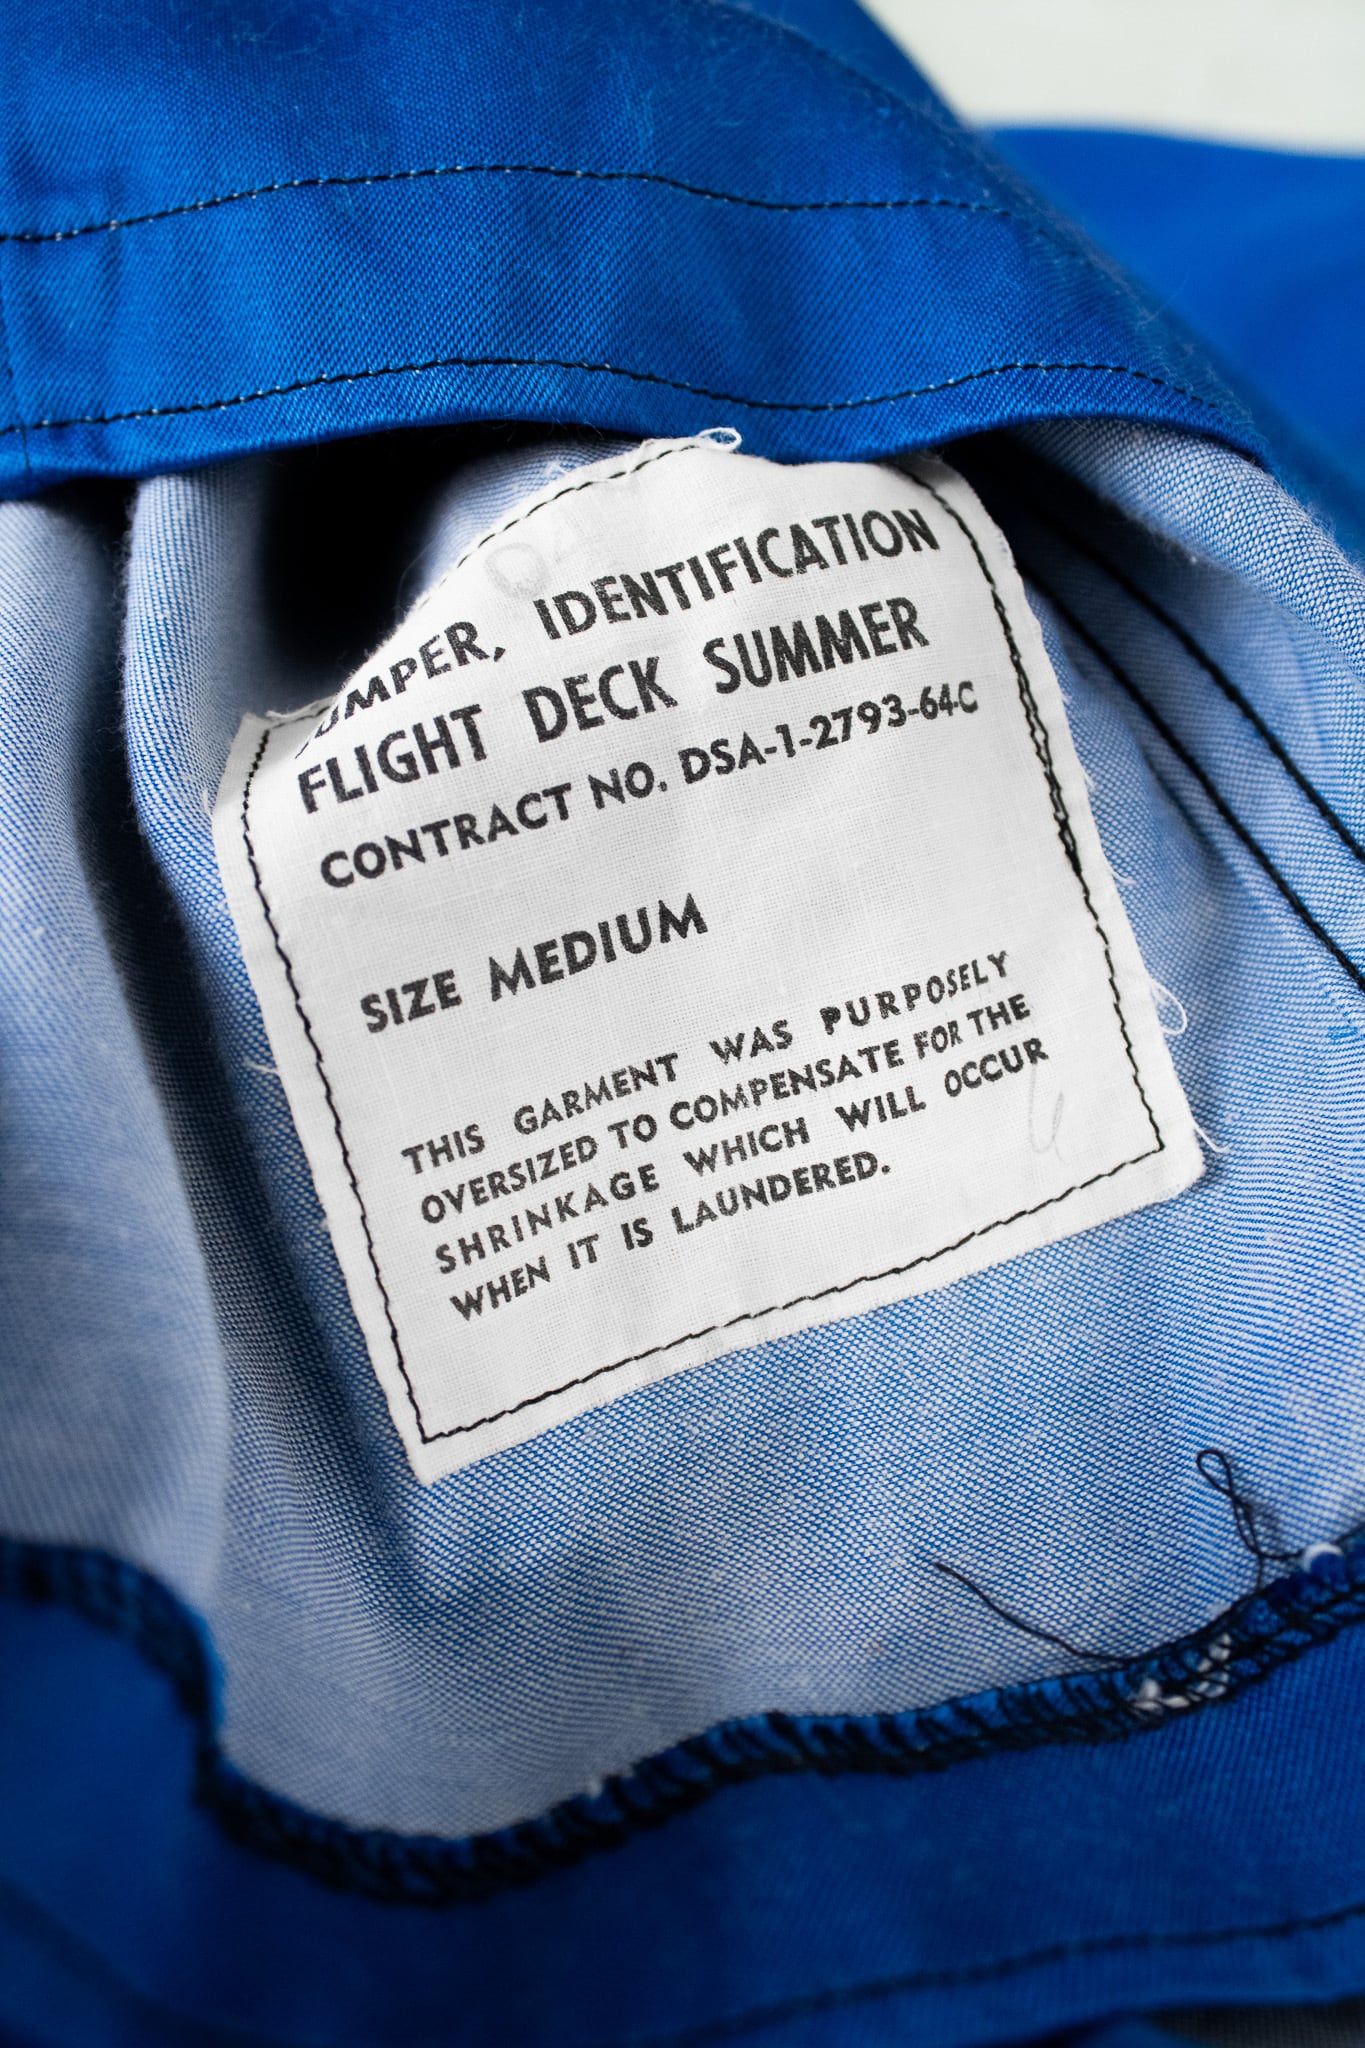 JUMPER, IDENTIFICATION
FLIGHT DECK SUMMER
CONTRACT NO. DSA-1-2793-64-C
SIZE MEDIUM
THIS GARMENT WAS PURPOSELY
OVERSIZED TO COMPENSATE FOR THE
SHRINKAGE WHICH WILL OCCUR
WHEN IT IS LAUNDERED.